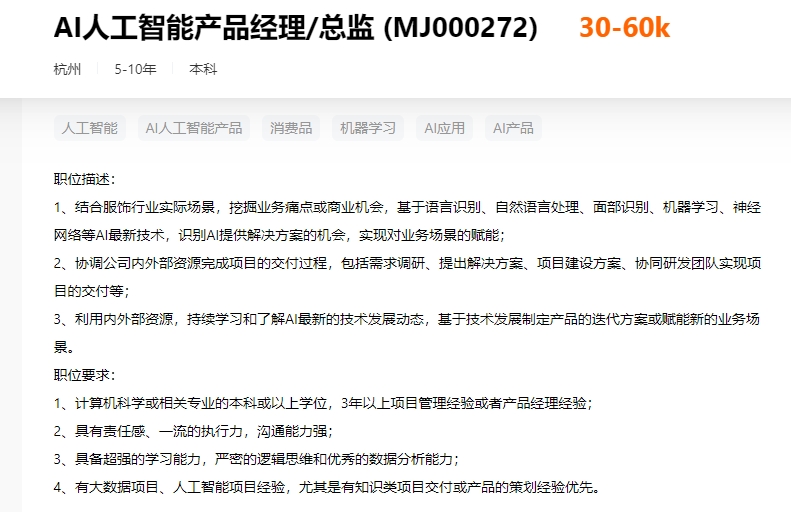 AI人工智能产品经理/总监 (MJ000272) 30-60k
杭州 5-10年 本科
人工智能 AI人工智能产品 消费品 机器学习 AI应用 AI产品
职位描述：
1、结合服饰行业实际场景，挖掘业务痛点或商业机会，基于语言识别、自然语言处理、面部识别、机器学习、神经
网络等AI最新技术，识别AI提供解决方案的机会，实现对业务场景的赋能；
2、协调公司内外部资源完成项目的交付过程，包括需求调研、提出解决方案、项目建设方案、协同研发团队实现项
目的交付等；
3、利用内外部资源，持续学习和了解AI最新的技术发展动态，基于技术发展制定产品的迭代方案或赋能新的业务场
景。
职位要求：
1、计算机科学或相关专业的本科或以上学位，3年以上项目管理经验或者产品经理经验；
2、具有责任感、一流的执行力，沟通能力强；
3、具备超强的学习能力，严密的逻辑思维和优秀的数据分析能力；
4、有大数据项目、人工智能项目经验，尤其是有知识类项目交付或产品的策划经验优先。